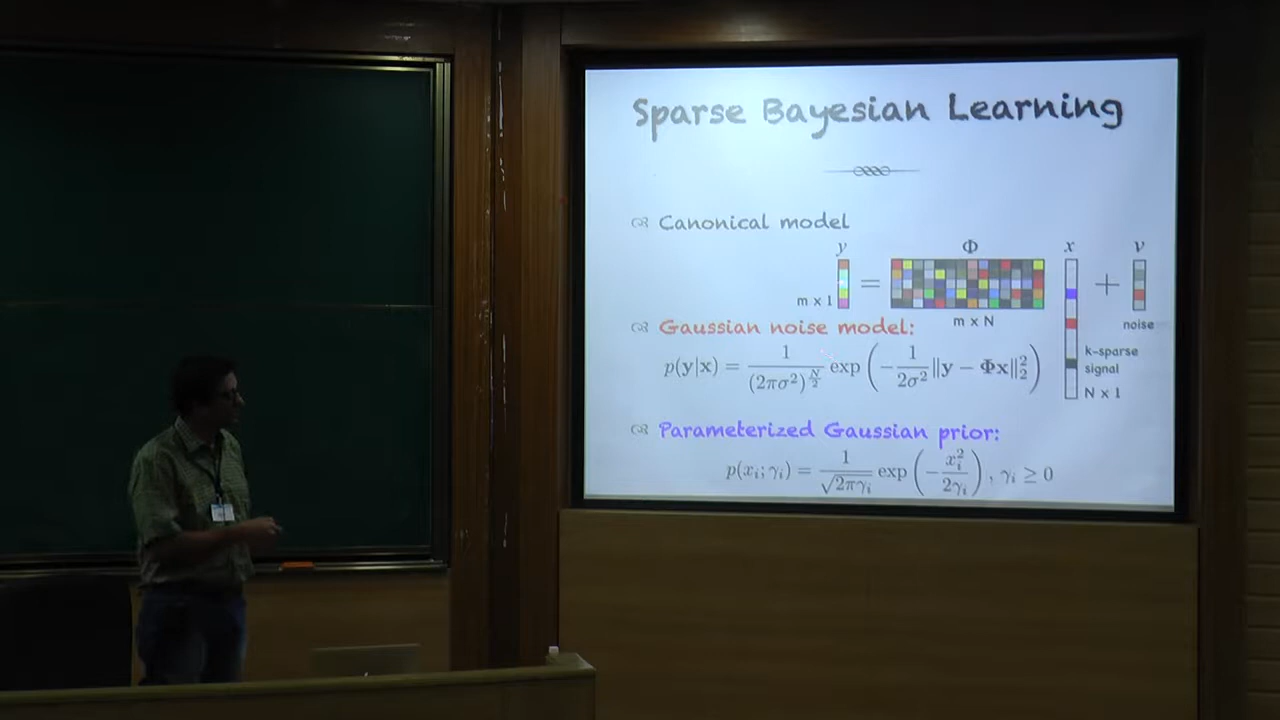 Sparse Bayesian Learning
Canonical model
y
Φ
x
ν
=
+
m x 1
m x N
noise
k-sparse
signal
N x 1
Gaussian noise model:
p(y|x) = 1 / (2πσ²)^(N/2) exp( − 1 / 2σ² ‖y − Φx‖₂² )
Parameterized Gaussian prior:
p(xᵢ; γᵢ) = 1 / √(2πγᵢ) exp( − xᵢ² / 2γᵢ ) , γᵢ ≥ 0